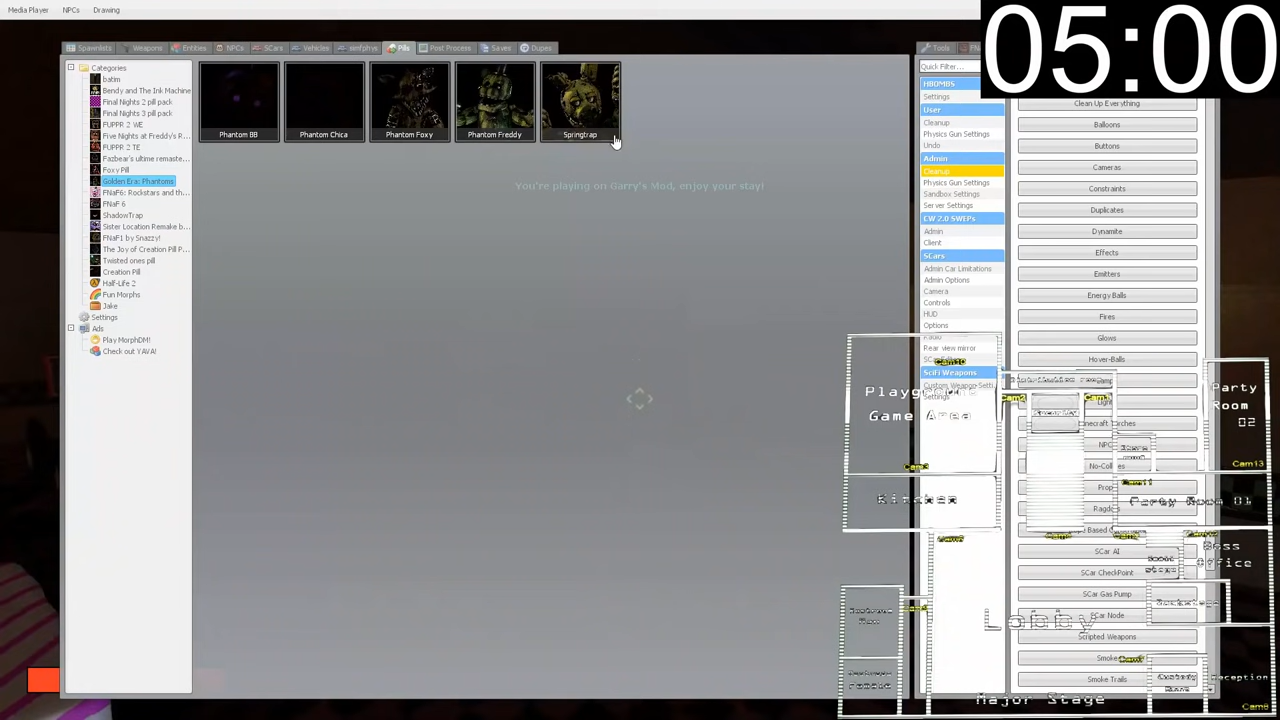 Media Player NPCs Drawing
05:00
Spawnlists Weapons Entities NPCs SCars Vehicles simfphys Pills Post Process Saves Dupes
Tools
Categories
batim
Bendy and The Ink Machine
Final Nights 2 pill pack
Final Nights 3 pill pack
FUPPR 2 WE
Five Nights at Freddy's R...
FUPPR 2 TE
Fazbear's ultime remaste...
Foxy Pill
Golden Era: Phantoms
FNAF6: Rockstars and th...
FNaF 6
ShadowTrap
Sister Location Remake b...
FNaF1 by Snazzy!
The Joy of Creation Pill P...
Twisted ones pill
Creation Pill
Half-Life 2
Fun Morphs
Jake
Settings
Ads
Play MorphDM!
Check out YAVA!
Phantom BB
Phantom Chica
Phantom Foxy
Phantom Freddy
Springtrap
You're playing on Garry's Mod, enjoy your stay!
Quick Filter...
HBOMBS
Settings
User
Cleanup
Physics Gun Settings
Undo
Admin
Cleanup
Physics Gun Settings
Sandbox Settings
Server Settings
CW 2.0 SWEPs
Admin
Client
SCars
Admin Car Limitations
Admin Options
Camera
Controls
HUD
Options
Radio
Rear view mirror
SciFi Weapons
Settings
Clean Up Everything
Balloons
Buttons
Cameras
Constraints
Duplicates
Dynamite
Effects
Emitters
Energy Balls
Fires
Glows
Hover-Balls
SCar AI
SCar CheckPoint
SCar Gas Pump
SCar Node
Scripted Weapons
Smoke Trails
Cam10
Playground
Game Area
Kitchen
Party
Room
02
Cam13
Cam11
Party Room 01
Boss
Office
Lobby
Major Stage
Cam8